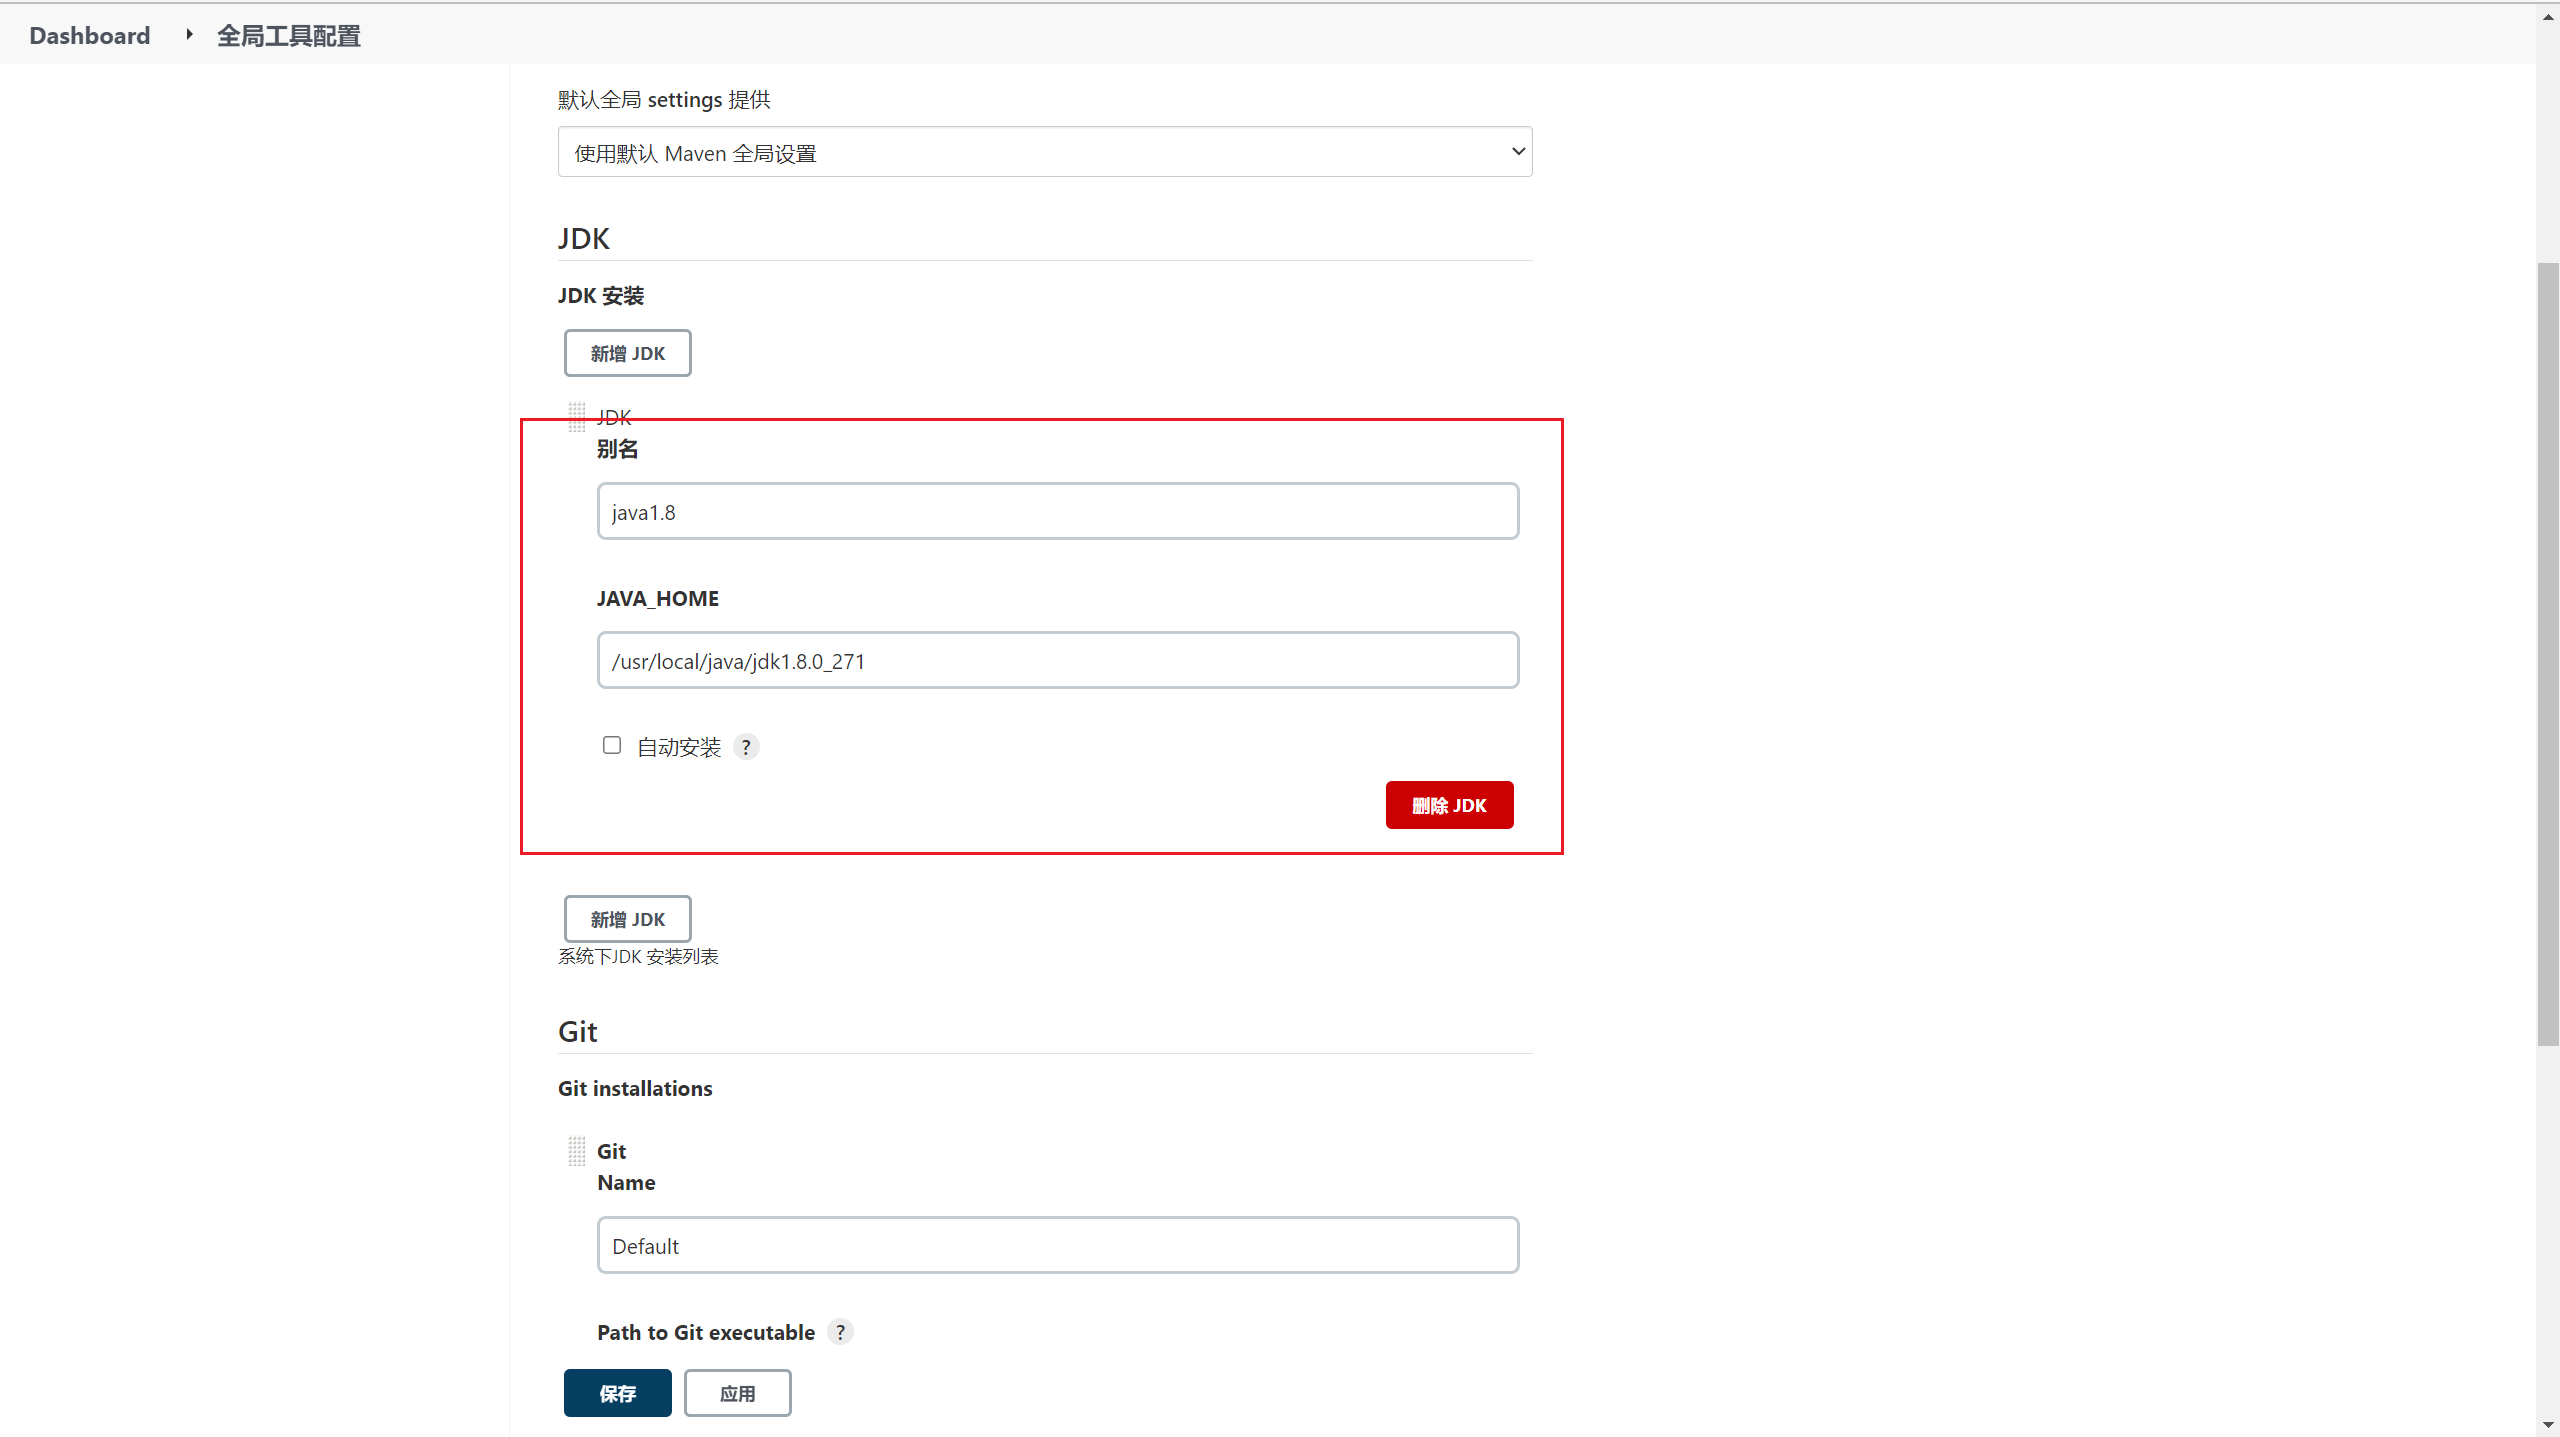 Dashboard 全局工具配置
默认全局 settings 提供
使用默认 Maven 全局设置
JDK
JDK 安装
新增 JDK
JDK
别名
java1.8
JAVA_HOME
/usr/local/java/jdk1.8.0_271
自动安装 ?
删除 JDK
新增 JDK
系统下JDK 安装列表
Git
Git installations
Git
Name
Default
Path to Git executable ?
保存 应用